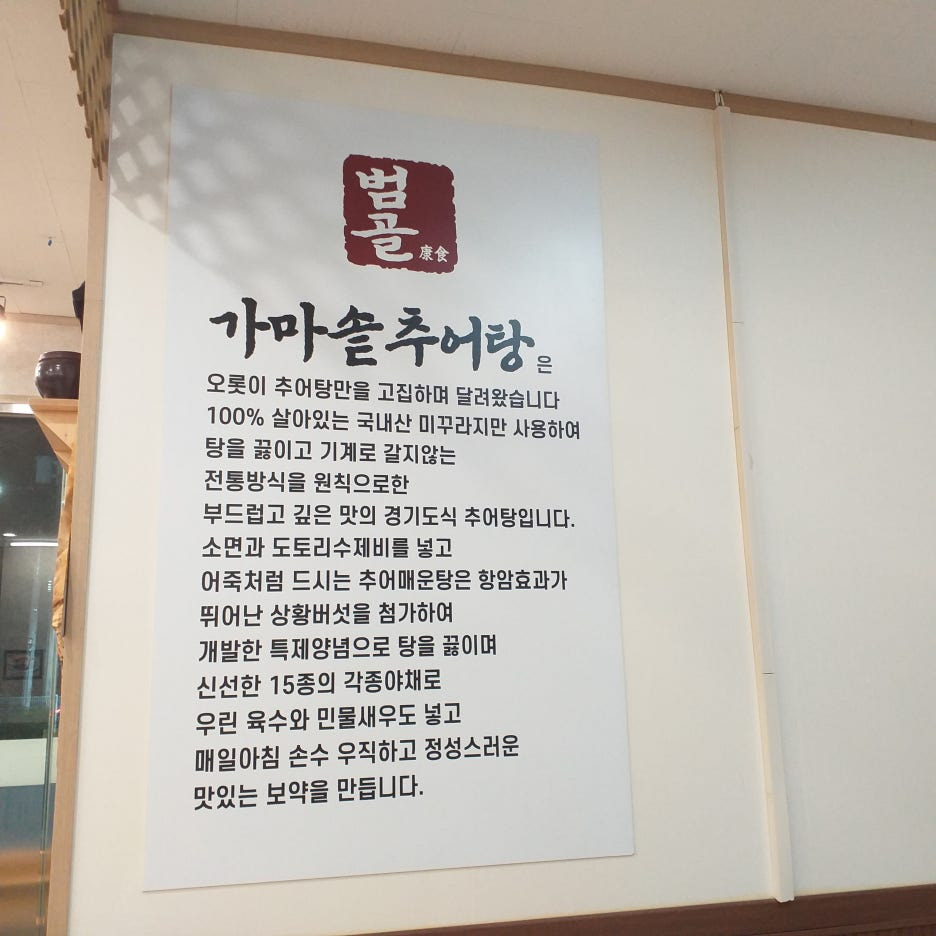 범
골
康食
가마솥추어탕은
오롯이 추어탕만을 고집하며 달려왔습니다
100% 살아있는 국내산 미꾸라지만 사용하여
탕을 끓이고 기계로 갈지않는
전통방식을 원칙으로한
부드럽고 깊은 맛의 경기도식 추어탕입니다.
소면과 도토리수제비를 넣고
어죽처럼 드시는 추어매운탕은 항암효과가
뛰어난 상황버섯을 첨가하여
개발한 특제양념으로 탕을 끓이며
신선한 15종의 각종야채로
우린 육수와 민물새우도 넣고
매일아침 손수 우직하고 정성스러운
맛있는 보약을 만듭니다.